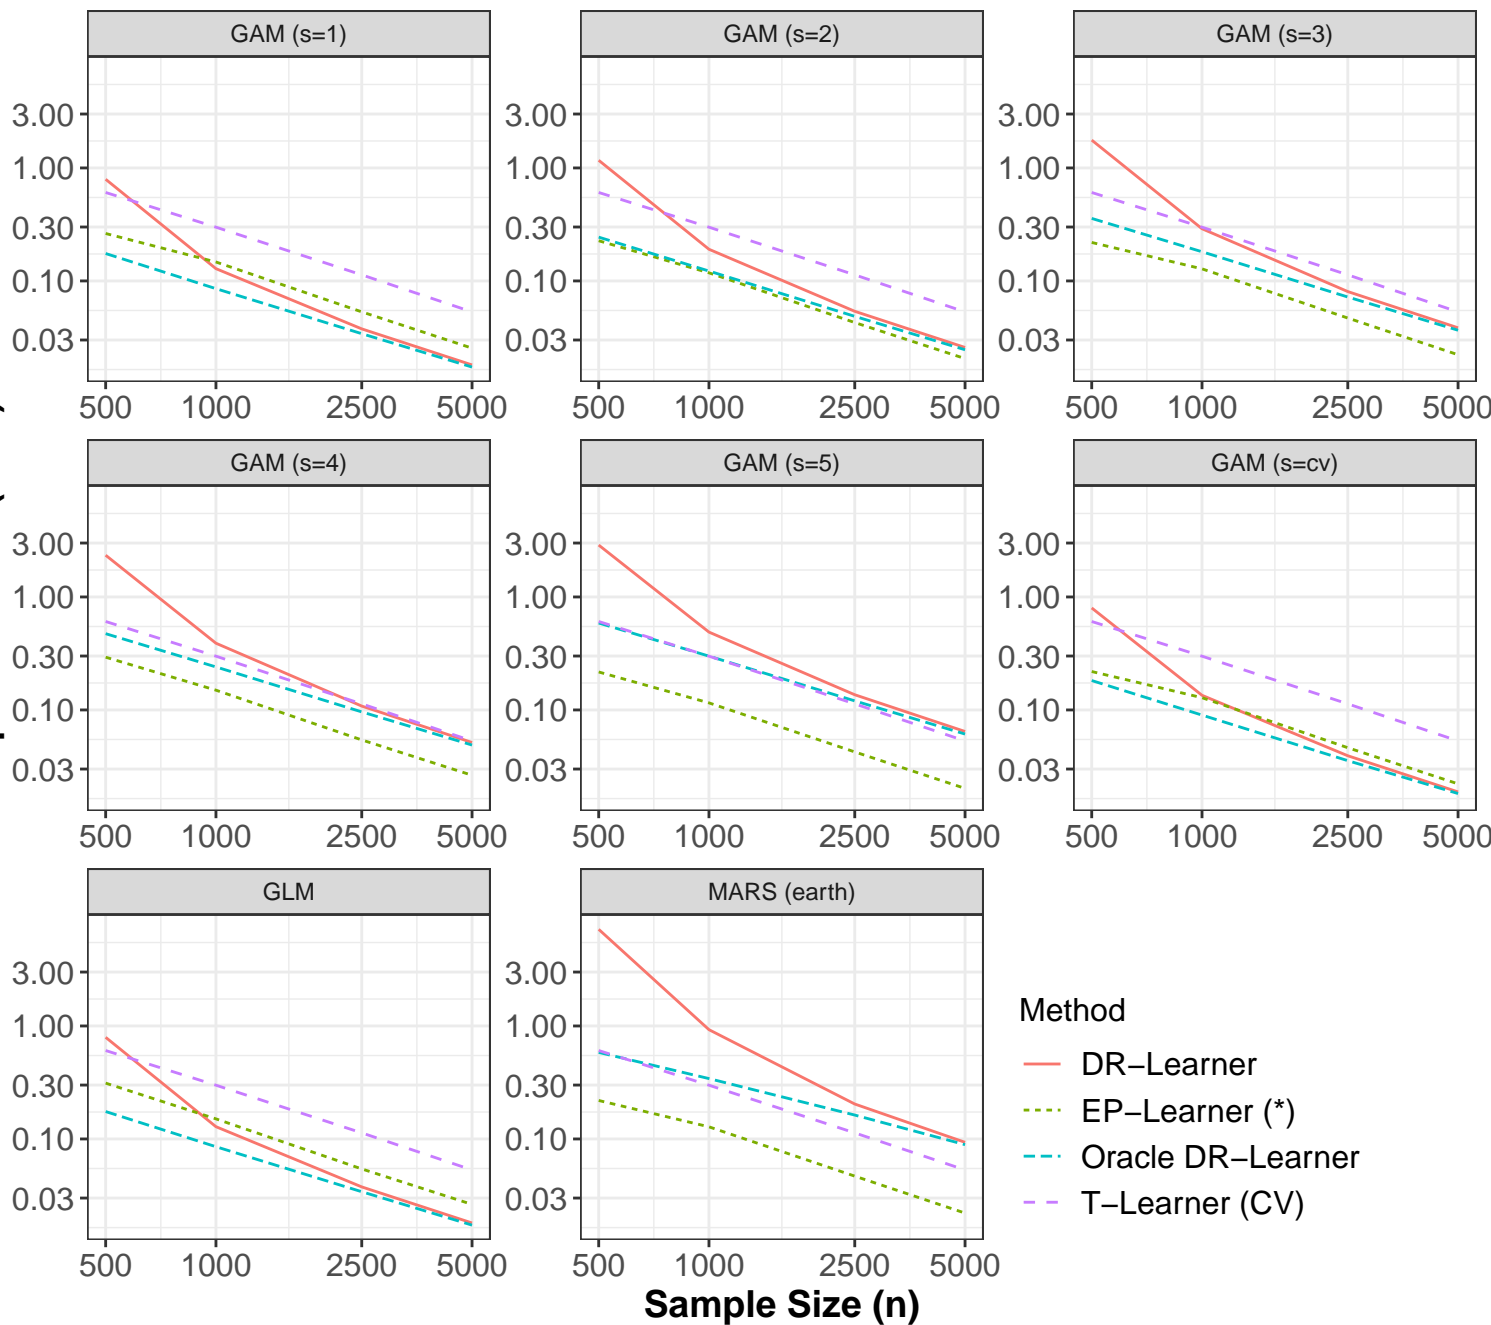 GAM (s=1) GAM (s=2) GAM (s=3)
3.00 3.00 3.00
1.00 1.00 1.00
0.30 0.30 0.30
0.10 0.10 0.10
0.03 0.03 0.03
500 1000 2500 5000 500 1000 2500 5000 500 1000 2500 5000
GAM (s=4) GAM (s=5) GAM (s=cv)
3.00 3.00 3.00
1.00 1.00 1.00
0.30 0.30 0.30
0.10 0.10 0.10
0.03 0.03 0.03
500 1000 2500 5000 500 1000 2500 5000 500 1000 2500 5000
GLM MARS (earth)
3.00 3.00
1.00 1.00
0.30 0.30
0.10 0.10
0.03 0.03
500 1000 2500 5000 500 1000 2500 5000
Sample Size (n)
Method
DR−Learner
EP−Learner (*)
Oracle DR−Learner
T−Learner (CV)